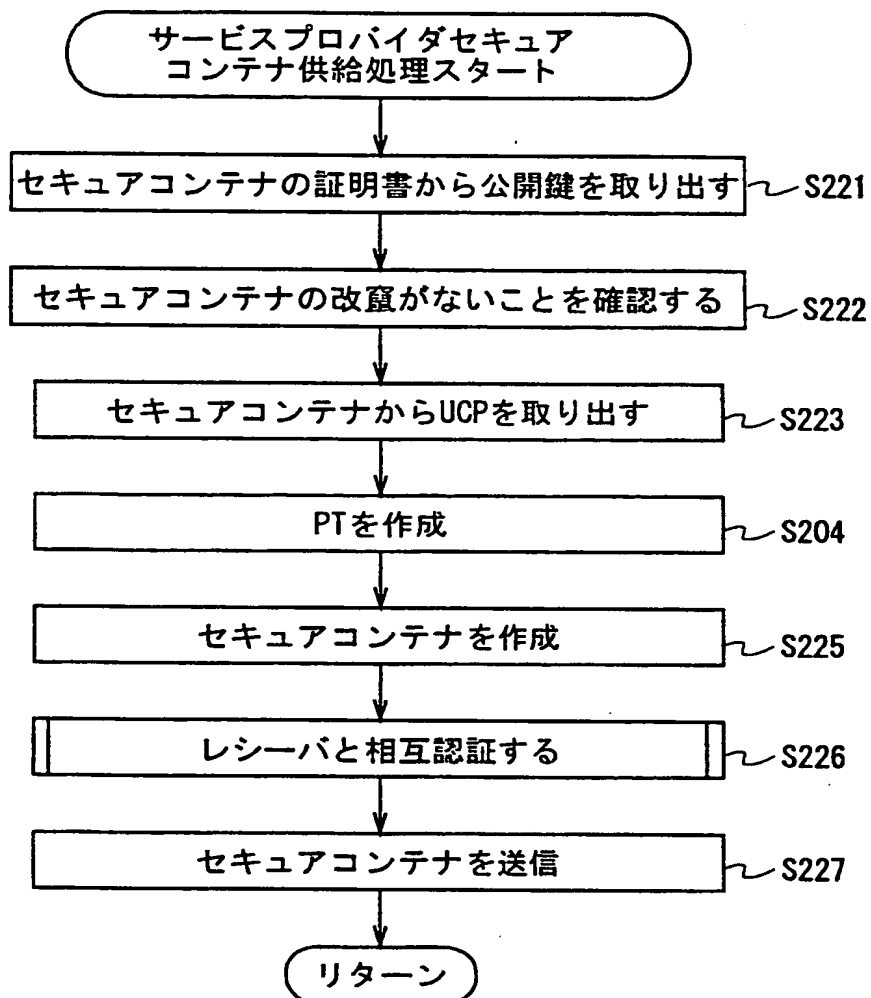 サービスプロバイダセキュア
コンテナ供給処理スタート
セキュアコンテナの証明書から公開鍵を取り出す
S221
セキュアコンテナの改竄がないことを確認する
S222
セキュアコンテナからUCPを取り出す
S223
PTを作成
S204
セキュアコンテナを作成
S225
レシーバと相互認証する
S226
セキュアコンテナを送信
S227
リターン